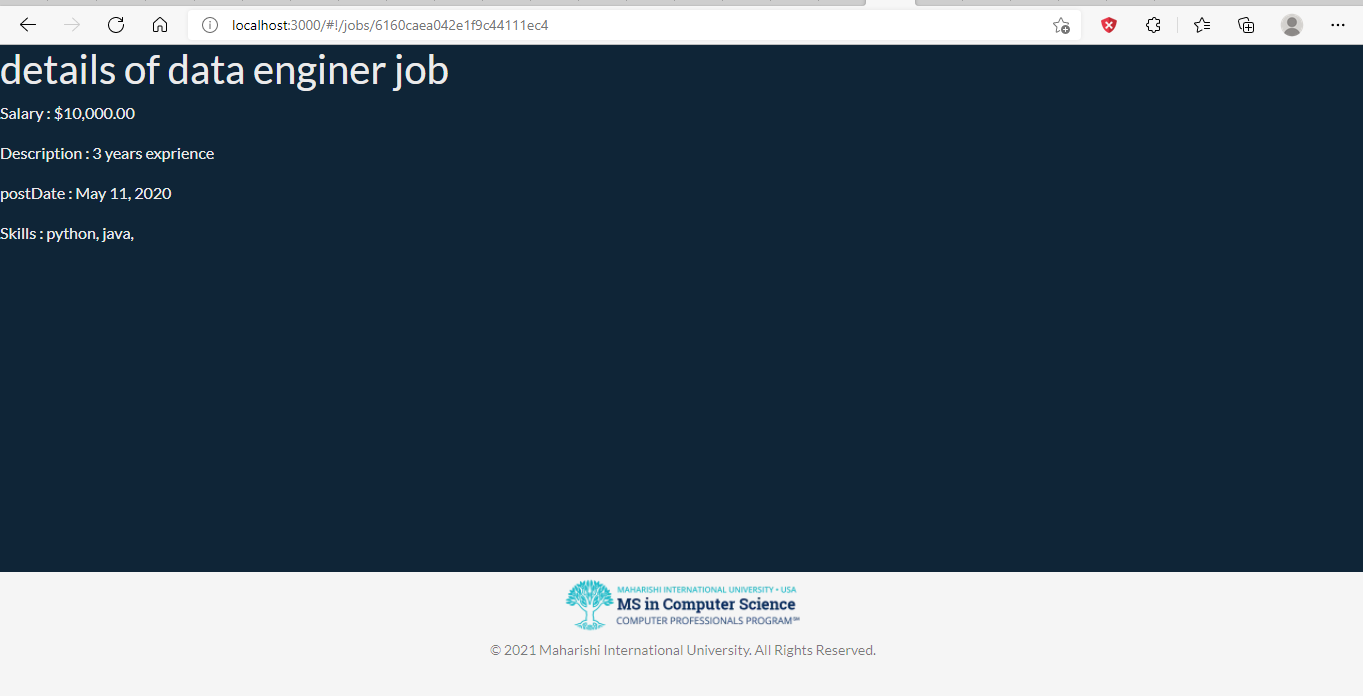 localhost:3000/#!/jobs/6160caea042e1f9c44111ec4
details of data enginer job
Salary : $10,000.00
Description : 3 years exprience
postDate : May 11, 2020
Skills : python, java,
MAHARISHI INTERNATIONAL UNIVERSITY • USA
MS in Computer Science
COMPUTER PROFESSIONALS PROGRAM℠
© 2021 Maharishi International University. All Rights Reserved.